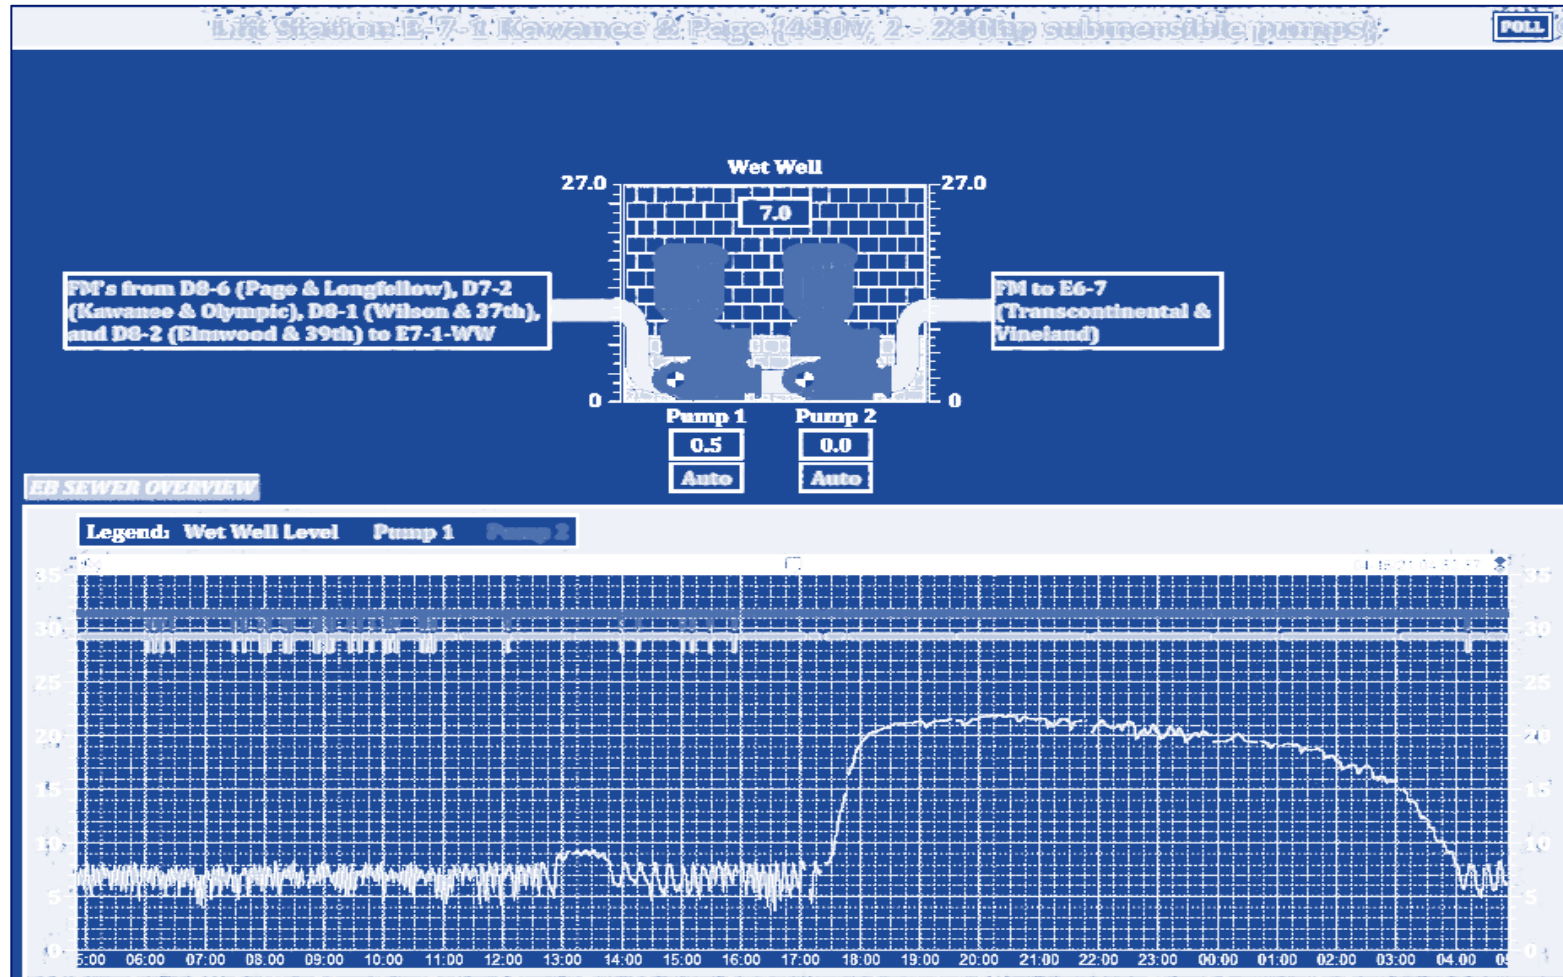 Lift Station: E-7-1 Kawanee & Page (480V, 2 - 280hp submersible pumps)
POLL
Wet Well
27.0
27.0
7.0
FM's from D8-6 (Page & Longfellow), D7-2
(Kawanee & Olympic), D8-1 (Wilson & 37th),
and D8-2 (Elmwood & 39th) to E7-1-WW
FM to E6-7
(Transcontinental &
Vineland)
0
0
Pump 1
Pump 2
0.5
0.0
Auto
Auto
EB SEWER OVERVIEW
Legend: Wet Well Level Pump 1 Pump 2
35
35
30
30
25
25
20
20
15
15
10
10
5
5
0
0
5:00 06:00 07:00 08:00 09:00 10:00 11:00 12:00 13:00 14:00 15:00 16:00 17:00 18:00 19:00 20:00 21:00 22:00 23:00 00:00 01:00 02:00 03:00 04:00 05